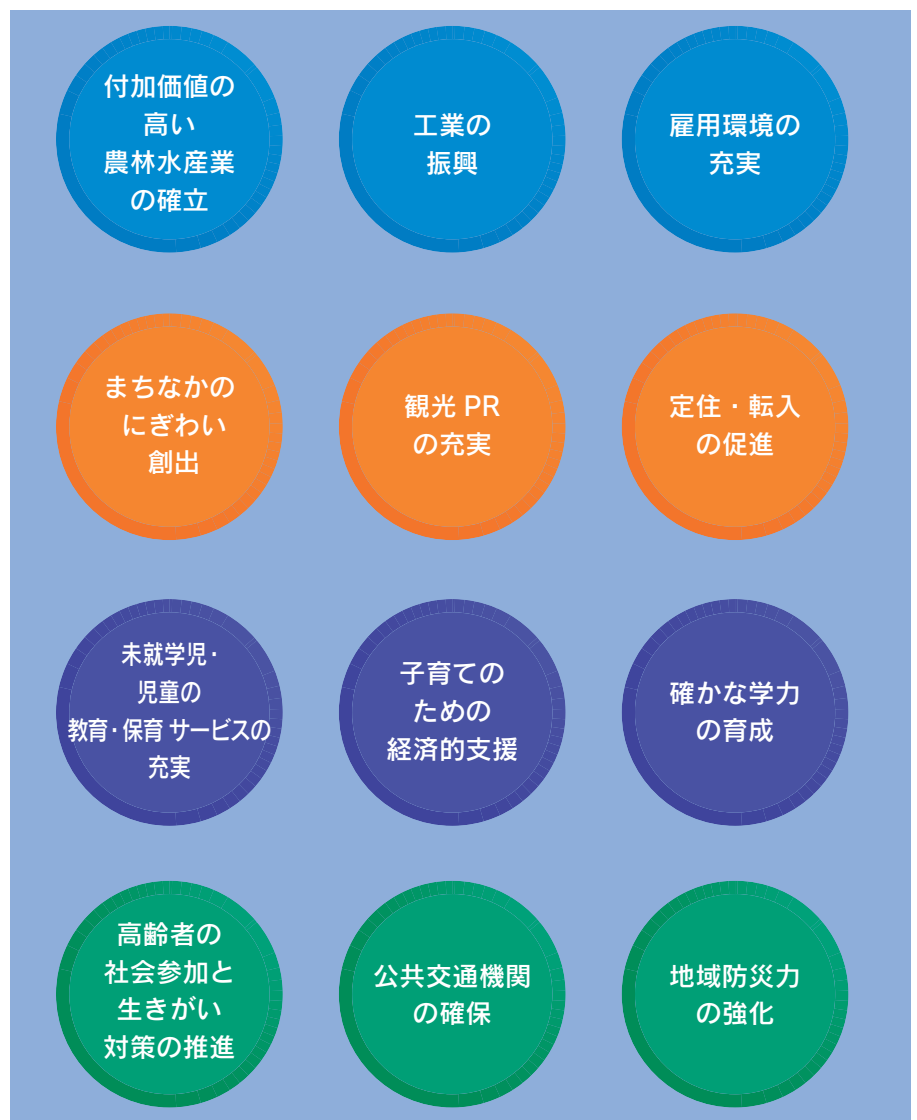 付加価値の
高い
農林水産業
の確立
工業の
振興
雇用環境の
充実
まちなかの
にぎわい
創出
観光 PR
の充実
定住・転入
の促進
未就学児・
児童の
教育・保育 サービスの
充実
子育ての
ための
経済的支援
確かな学力
の育成
高齢者の
社会参加と
生きがい
対策の推進
公共交通機関
の確保
地域防災力
の強化